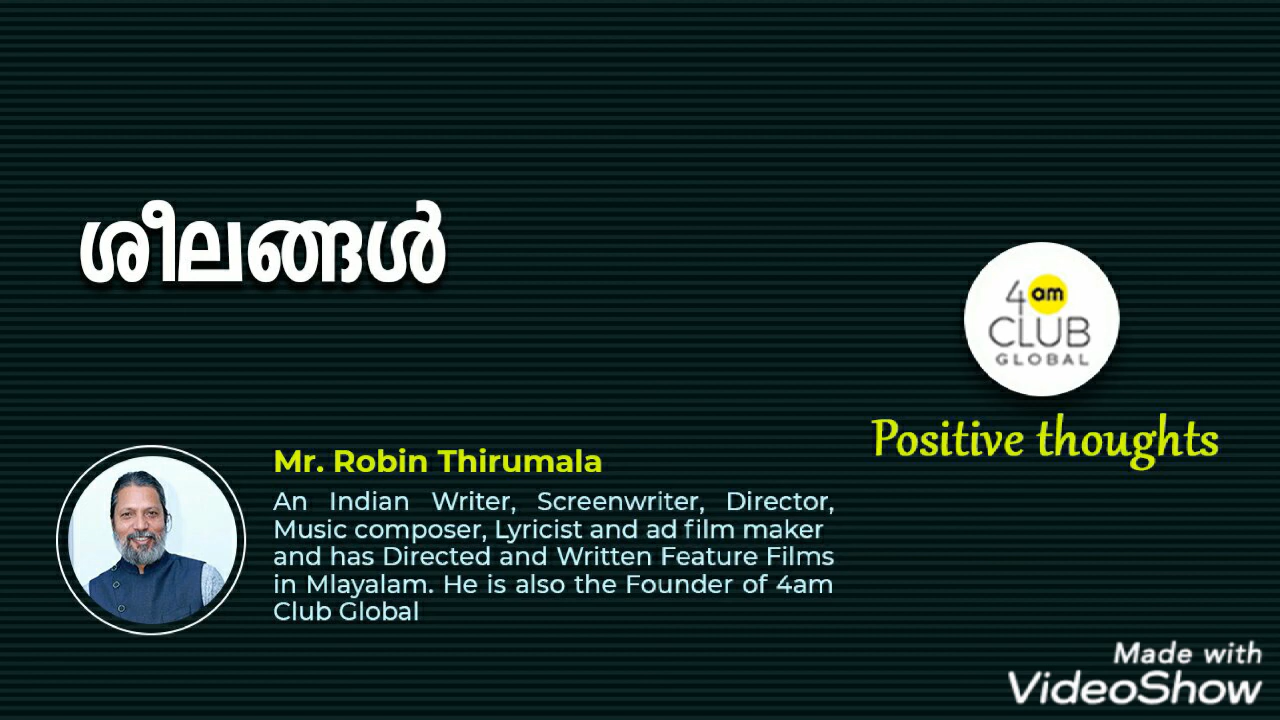 ശീലങ്ങൾ
4am
CLUB
GLOBAL
Positive thoughts
Mr. Robin Thirumala
An Indian Writer, Screenwriter, Director,
Music composer, Lyricist and ad film maker
and has Directed and Written Feature Films
in Mlayalam. He is also the Founder of 4am
Club Global
Made with
VideoShow